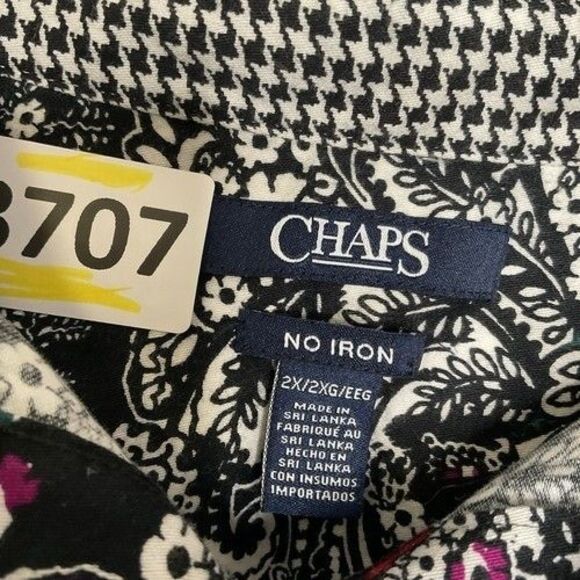 707
CHAPS
NO IRON
2X/2XG/EEG
MADE IN
SRI LANKA
FABRIQUÉ AU
SRI LANKA
HECHO EN
SRI LANKA
CON INSUMOS
IMPORTADOS